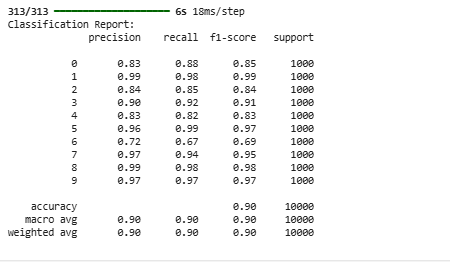 313/313 ━━━━━━━━━━━━━━━━━━━━ 6s 18ms/step
Classification Report:
              precision    recall  f1-score   support

           0       0.83      0.88      0.85      1000
           1       0.99      0.98      0.99      1000
           2       0.84      0.85      0.84      1000
           3       0.90      0.92      0.91      1000
           4       0.83      0.82      0.83      1000
           5       0.96      0.99      0.97      1000
           6       0.72      0.67      0.69      1000
           7       0.97      0.94      0.95      1000
           8       0.99      0.98      0.98      1000
           9       0.97      0.97      0.97      1000

    accuracy                           0.90     10000
   macro avg       0.90      0.90      0.90     10000
weighted avg       0.90      0.90      0.90     10000